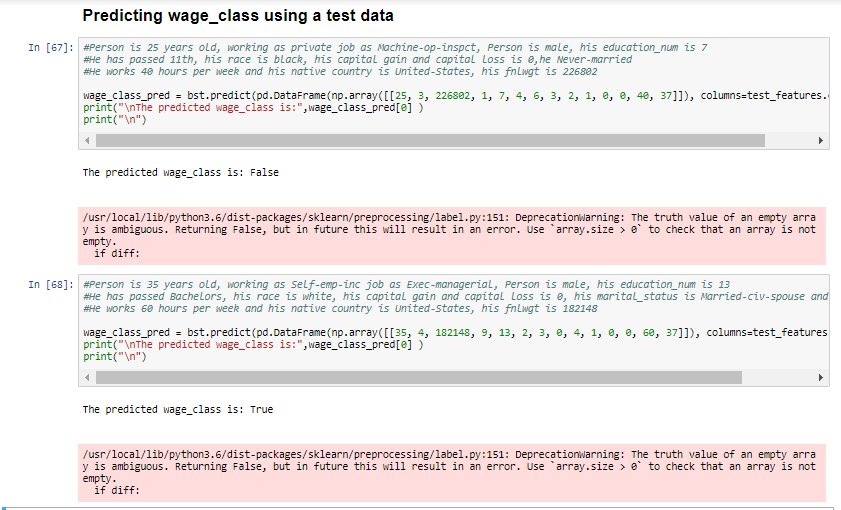 Predicting wage_class using a test data
In [67]:
#Person is 25 years old, working as private job as Machine-op-inspct, Person is male, his education_num is 7
#He has passed 11th, his race is black, his capital gain and capital loss is 0,he Never-married
#He works 40 hours per week and his native country is United-States, his fnlwgt is 226802
wage_class_pred = bst.predict(pd.DataFrame(np.array([[25, 3, 226802, 1, 7, 4, 6, 3, 2, 1, 0, 0, 40, 37]]), columns=test_features.
print("\nThe predicted wage_class is:",wage_class_pred[0] )
print("\n")
The predicted wage_class is: False
/usr/local/lib/python3.6/dist-packages/sklearn/preprocessing/label.py:151: DeprecationWarning: The truth value of an empty arra
y is ambiguous. Returning False, but in future this will result in an error. Use `array.size > 0` to check that an array is not
empty.
if diff:
In [68]:
#Person is 35 years old, working as Self-emp-inc job as Exec-managerial, Person is male, his education_num is 13
#He has passed Bachelors, his race is white, his capital gain and capital loss is 0, his marital_status is Married-civ-spouse and
#He works 60 hours per week and his native country is United-States, his fnlwgt is 182148
wage_class_pred = bst.predict(pd.DataFrame(np.array([[35, 4, 182148, 9, 13, 2, 3, 0, 4, 1, 0, 0, 60, 37]]), columns=test_features
print("\nThe predicted wage_class is:",wage_class_pred[0] )
print("\n")
The predicted wage_class is: True
/usr/local/lib/python3.6/dist-packages/sklearn/preprocessing/label.py:151: DeprecationWarning: The truth value of an empty arra
y is ambiguous. Returning False, but in future this will result in an error. Use `array.size > 0` to check that an array is not
empty.
if diff: